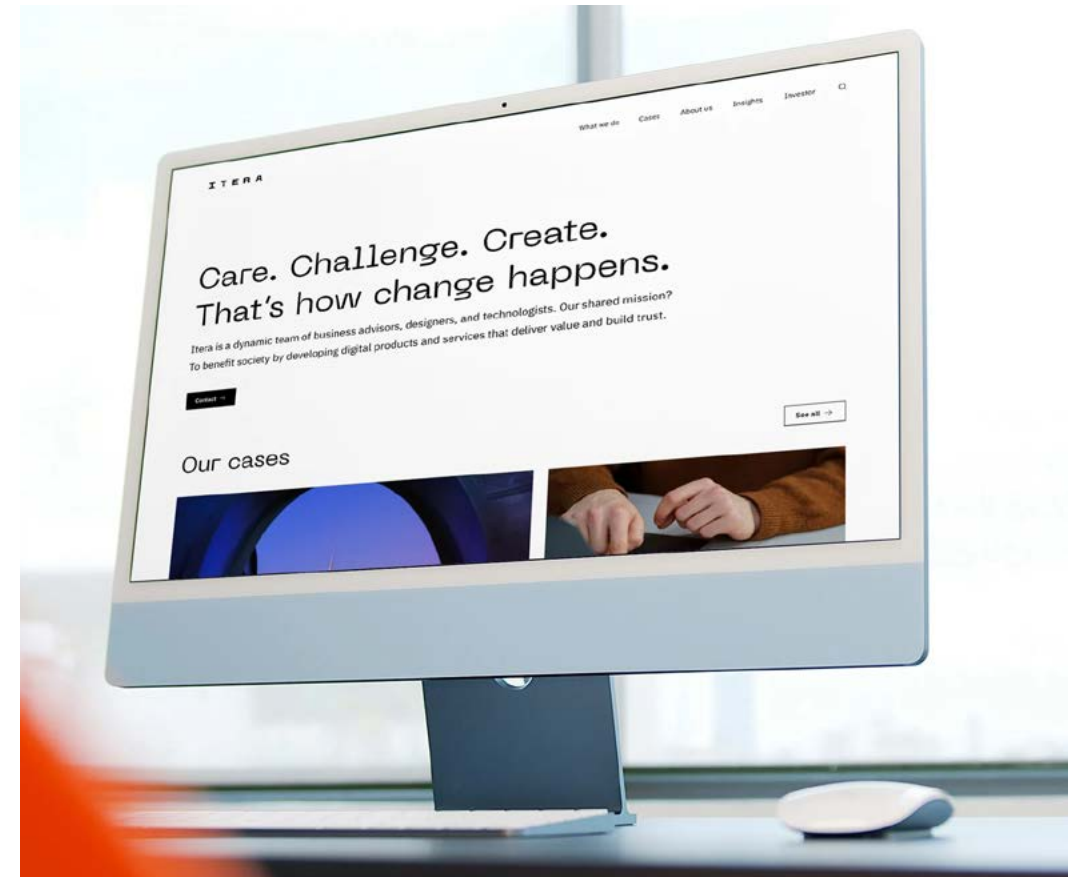 What we do Cases About us Insights Investor
ITERA
Care. Challenge. Create.
That's how change happens.
Itera is a dynamic team of business advisors, designers, and technologists. Our shared mission?
To benefit society by developing digital products and services that deliver value and build trust.
Contact →
See all →
Our cases